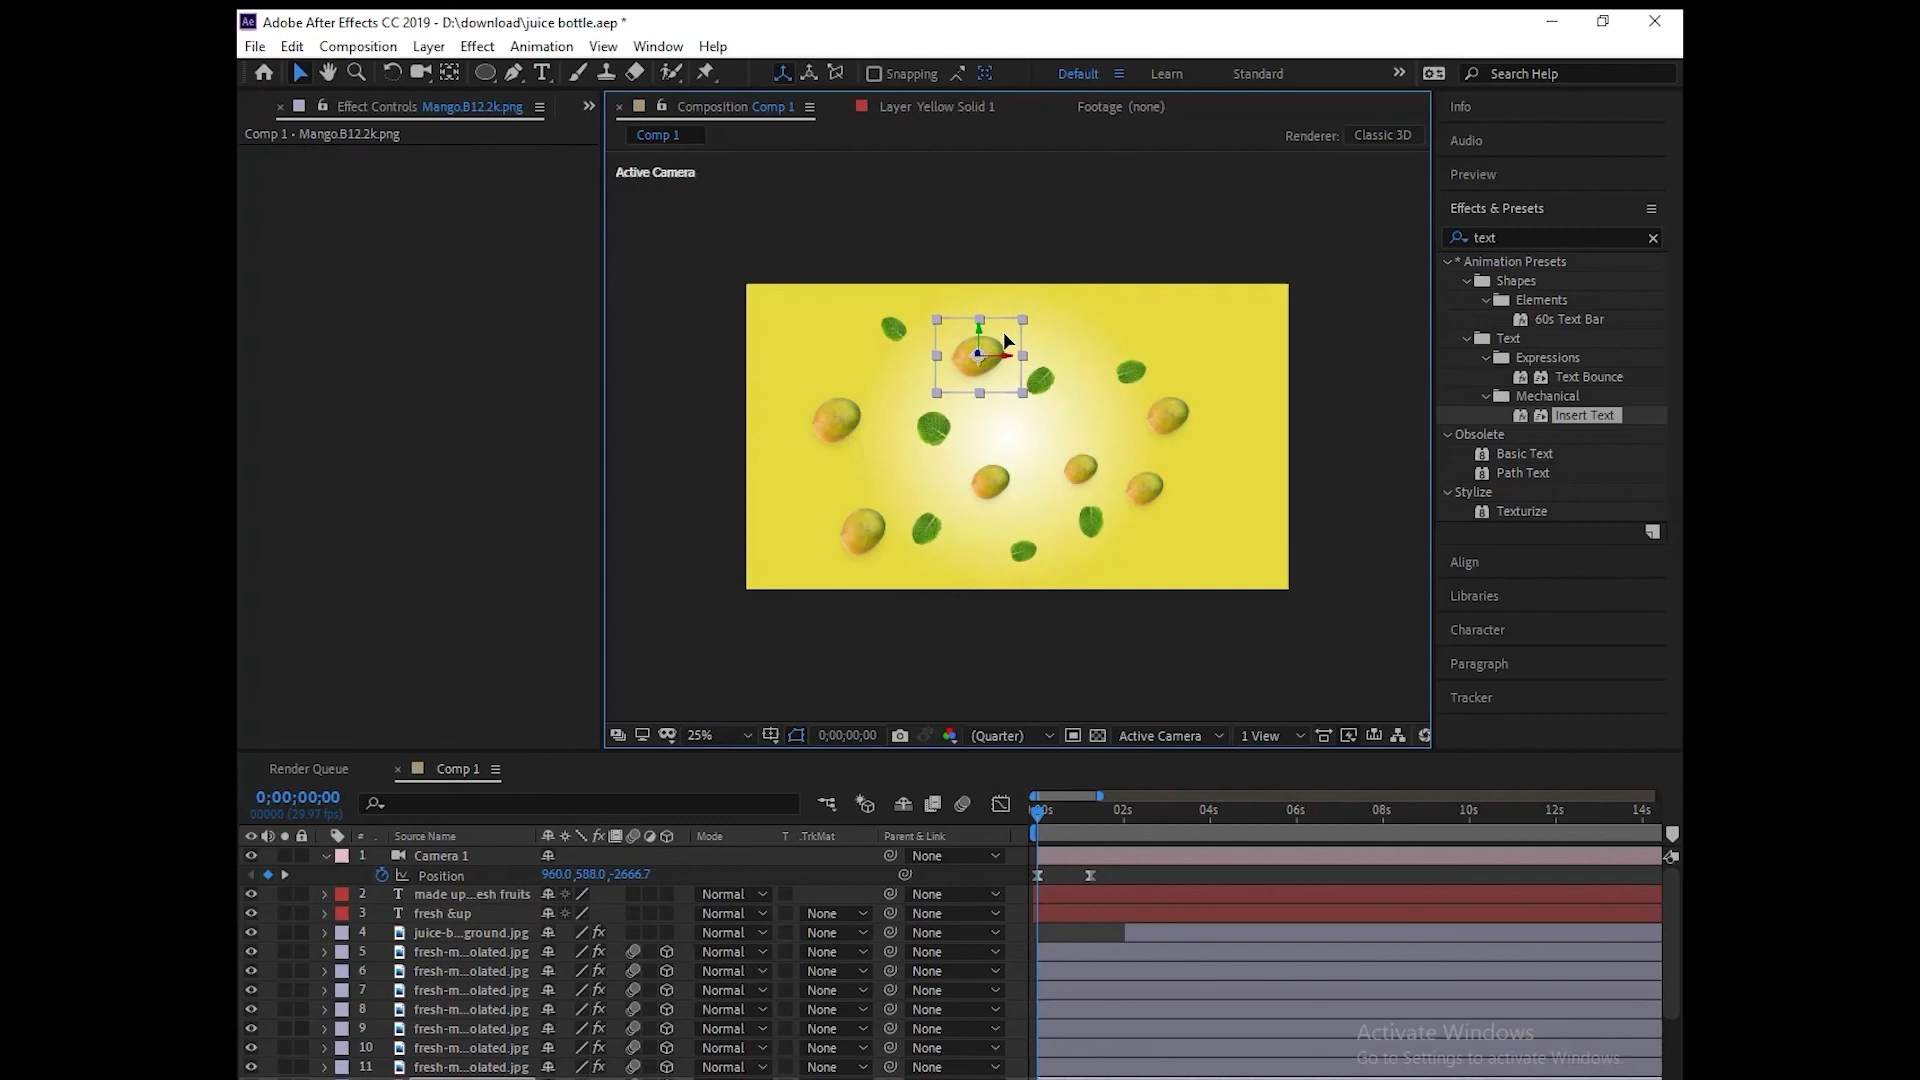 Adobe After Effects CC 2019 - D:\download\juice bottle.aep *
File Edit Composition Layer Effect Animation View Window Help
Snapping Default Learn Standard Search Help
Effect Controls Mango.B12.2k.png
Composition Comp 1
Layer Yellow Solid 1
Footage (none)
Comp 1 • Mango.B12.2k.png
Comp 1
Renderer: Classic 3D
Active Camera
Info
Audio
Preview
Effects & Presets
text
* Animation Presets
Shapes
Elements
60s Text Bar
Text
Expressions
Text Bounce
Mechanical
Insert Text
Obsolete
Basic Text
Path Text
Stylize
Texturize
Align
Libraries
Character
Paragraph
Tracker
25% 0;00;00;00 (Quarter) Active Camera 1 View
Render Queue Comp 1
0;00;00;00
00000 (29.97 fps)
02s 04s 06s 08s 10s 12s 14s
# Source Name Mode T .TrkMat Parent & Link
1 Camera 1 None
Position 960.0,588.0,-2666.7
2 made up...esh fruits Normal None
3 fresh &up Normal None None
4 juice-b...ground.jpg Normal None None
5 fresh-m...olated.jpg Normal None None
6 fresh-m...olated.jpg Normal None None
7 fresh-m...olated.jpg Normal None None
8 fresh-m...olated.jpg Normal None None
9 fresh-m...olated.jpg Normal None None
10 fresh-m...olated.jpg Normal None None
11 fresh-m...olated.jpg Normal None None
Activate Windows
Go to Settings to activate Windows.